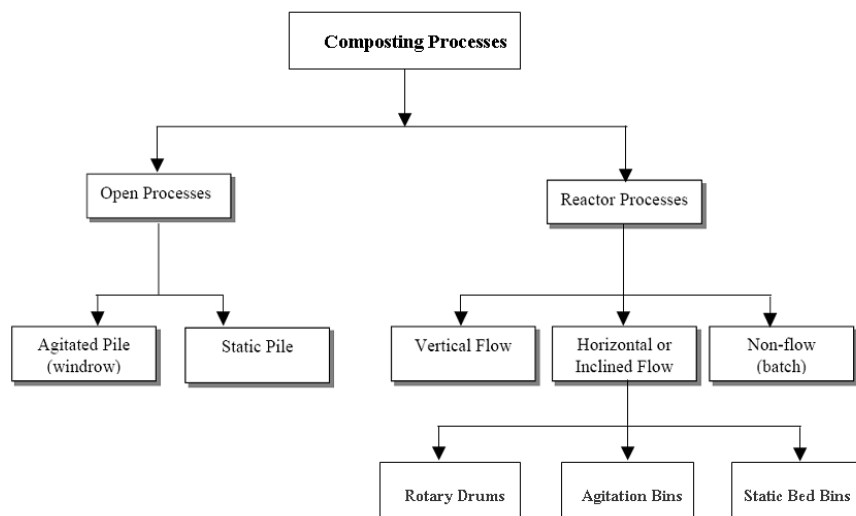 Composting Processes
Open Processes
Reactor Processes
Agitated Pile
(windrow)
Static Pile
Vertical Flow
Horizontal or
Inclined Flow
Non-flow
(batch)
Rotary Drums
Agitation Bins
Static Bed Bins